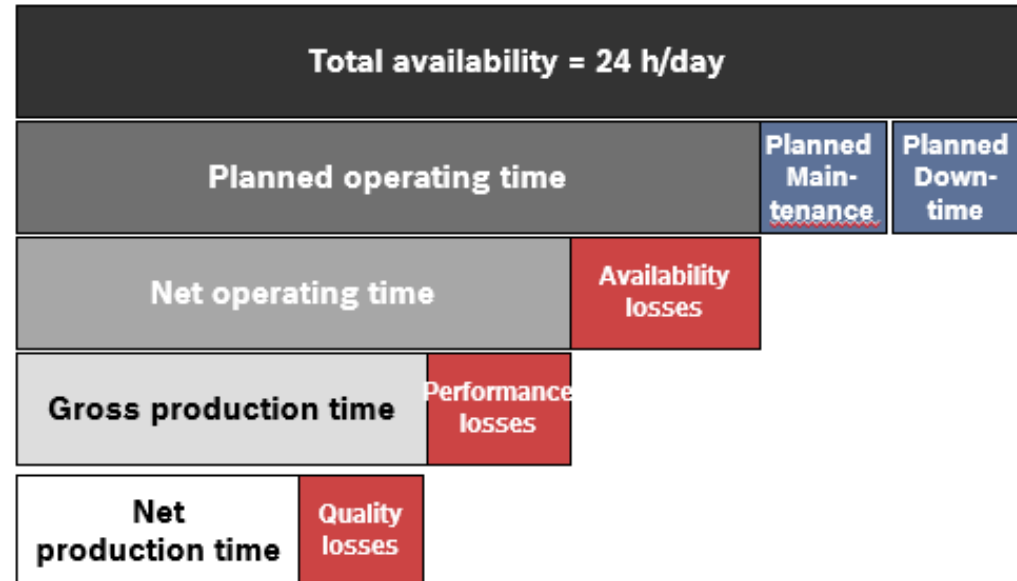 Total availability = 24 h/day
Planned operating time
Planned
Main-
tenance
Planned
Down-
time
Net operating time
Availability
losses
Gross production time
Performance
losses
Net
production time
Quality
losses